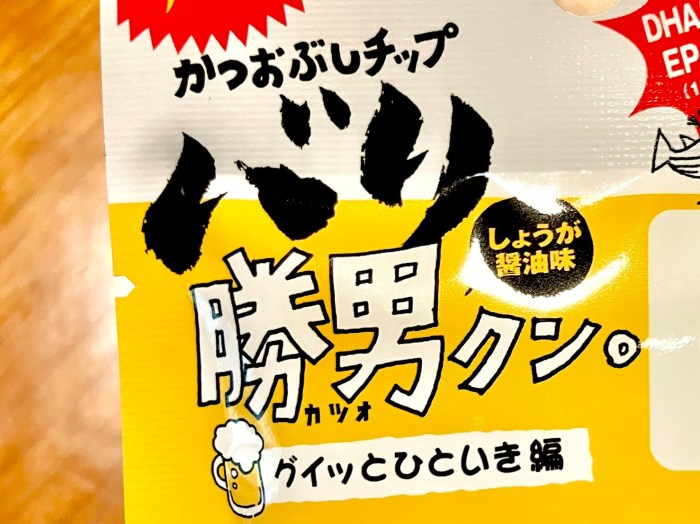 かつおぶしチップ
DHA
EP
(1
バリ
しょうが
醤油味
勝男クン。
カツオ
グイッとひといき編